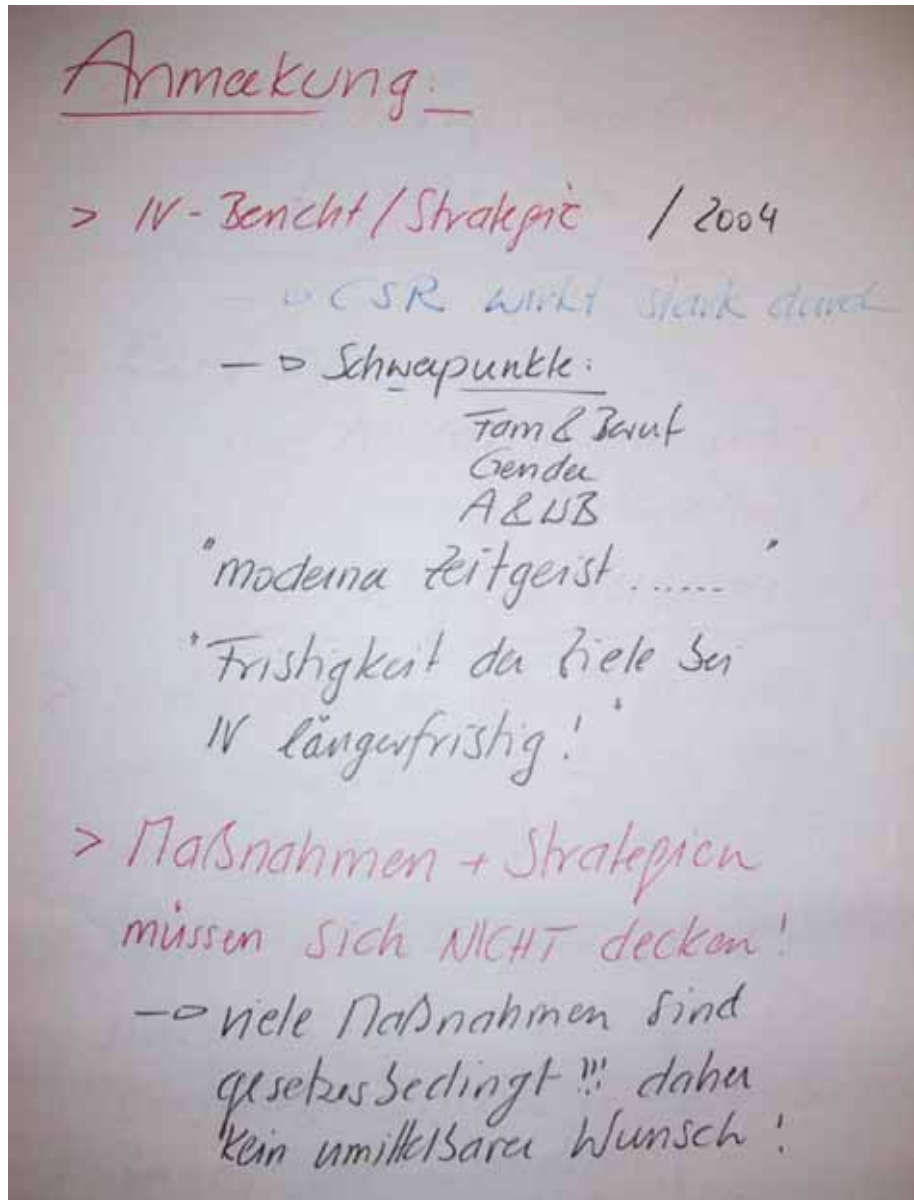 Anmerkung:
> IV-Bericht/Strategie / 2004
→ CSR wirkt stark durch
→ Schwerpunkte:
Fam & Beruf
Gender
A & WB
"moderner Zeitgeist ......"
"Fristigkeit der Ziele bei
IV längerfristig!"
> Maßnahmen + Strategien
müssen sich NICHT decken!
→ viele Maßnahmen sind
gesetzesbedingt!!! daher
kein unmittelbarer Wunsch!